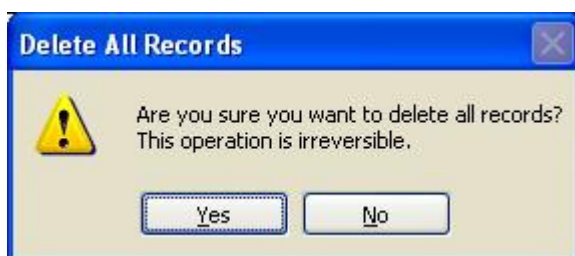 Delete All Records
Are you sure you want to delete all records?
This operation is irreversible.
Yes
No